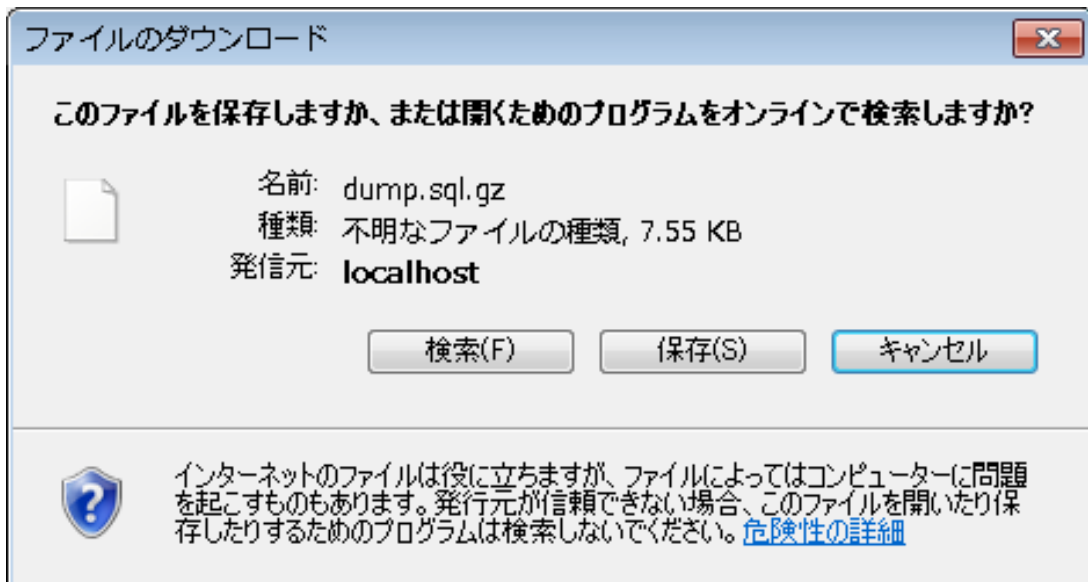 ファイルのダウンロード
このファイルを保存しますか、または開くためのプログラムをオンラインで検索しますか?
名前: dump.sql.gz
種類: 不明なファイルの種類, 7.55 KB
発信元: localhost
検索(F) 保存(S) キャンセル
インターネットのファイルは役に立ちますが、ファイルによってはコンピューターに問題
を起こすものもあります。発行元が信頼できない場合、このファイルを開いたり保
存したりするためのプログラムは検索しないでください。危険性の詳細